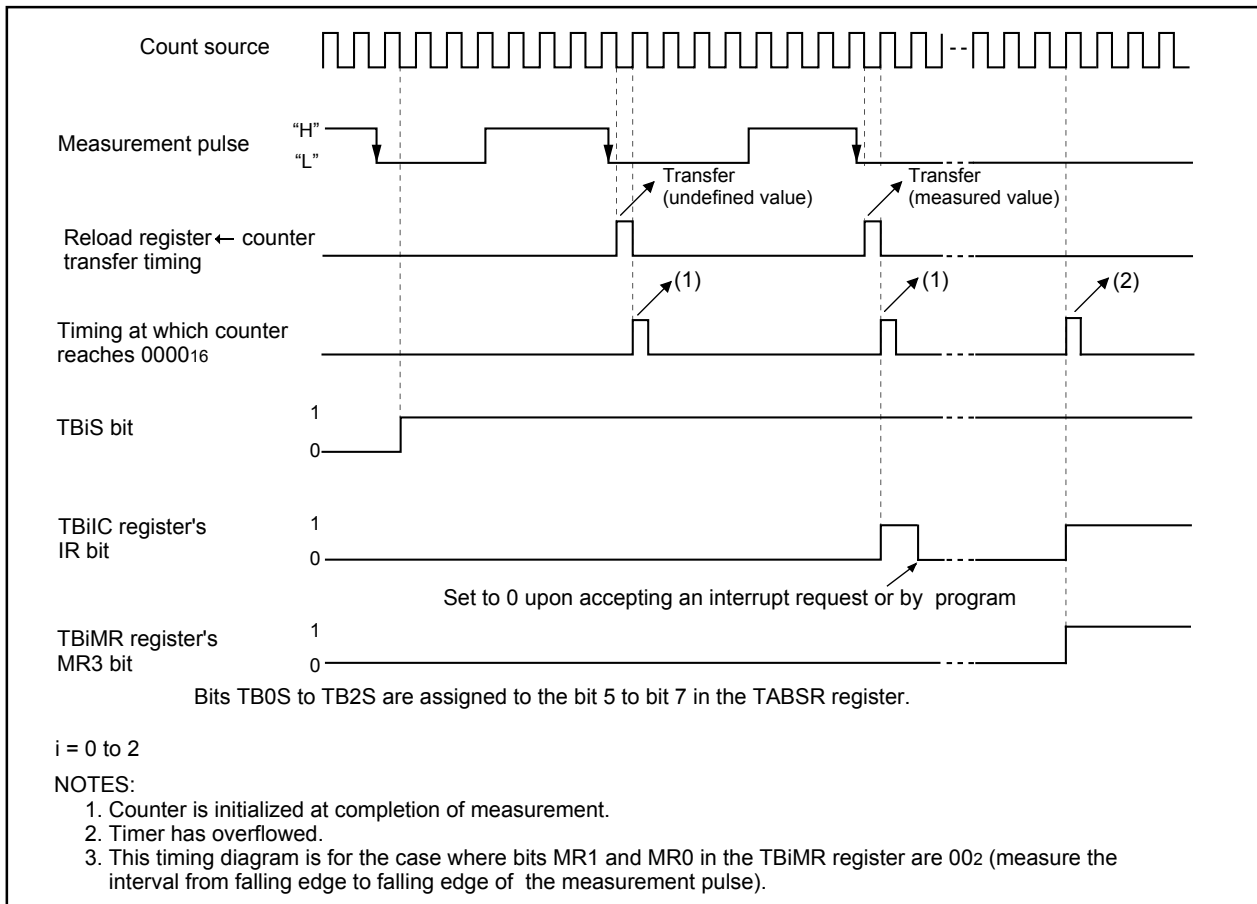 Count source
Measurement pulse
“H”
“L”
Transfer
(undefined value)
Transfer
(measured value)
Reload register ← counter
transfer timing
(1)
(1)
(2)
Timing at which counter
reaches 000016
TBiS bit
1
0
TBiIC register's
IR bit
1
0
Set to 0 upon accepting an interrupt request or by program
TBiMR register's
MR3 bit
1
0
Bits TB0S to TB2S are assigned to the bit 5 to bit 7 in the TABSR register.
i = 0 to 2
NOTES:
1. Counter is initialized at completion of measurement.
2. Timer has overflowed.
3. This timing diagram is for the case where bits MR1 and MR0 in the TBiMR register are 002 (measure the
interval from falling edge to falling edge of the measurement pulse).